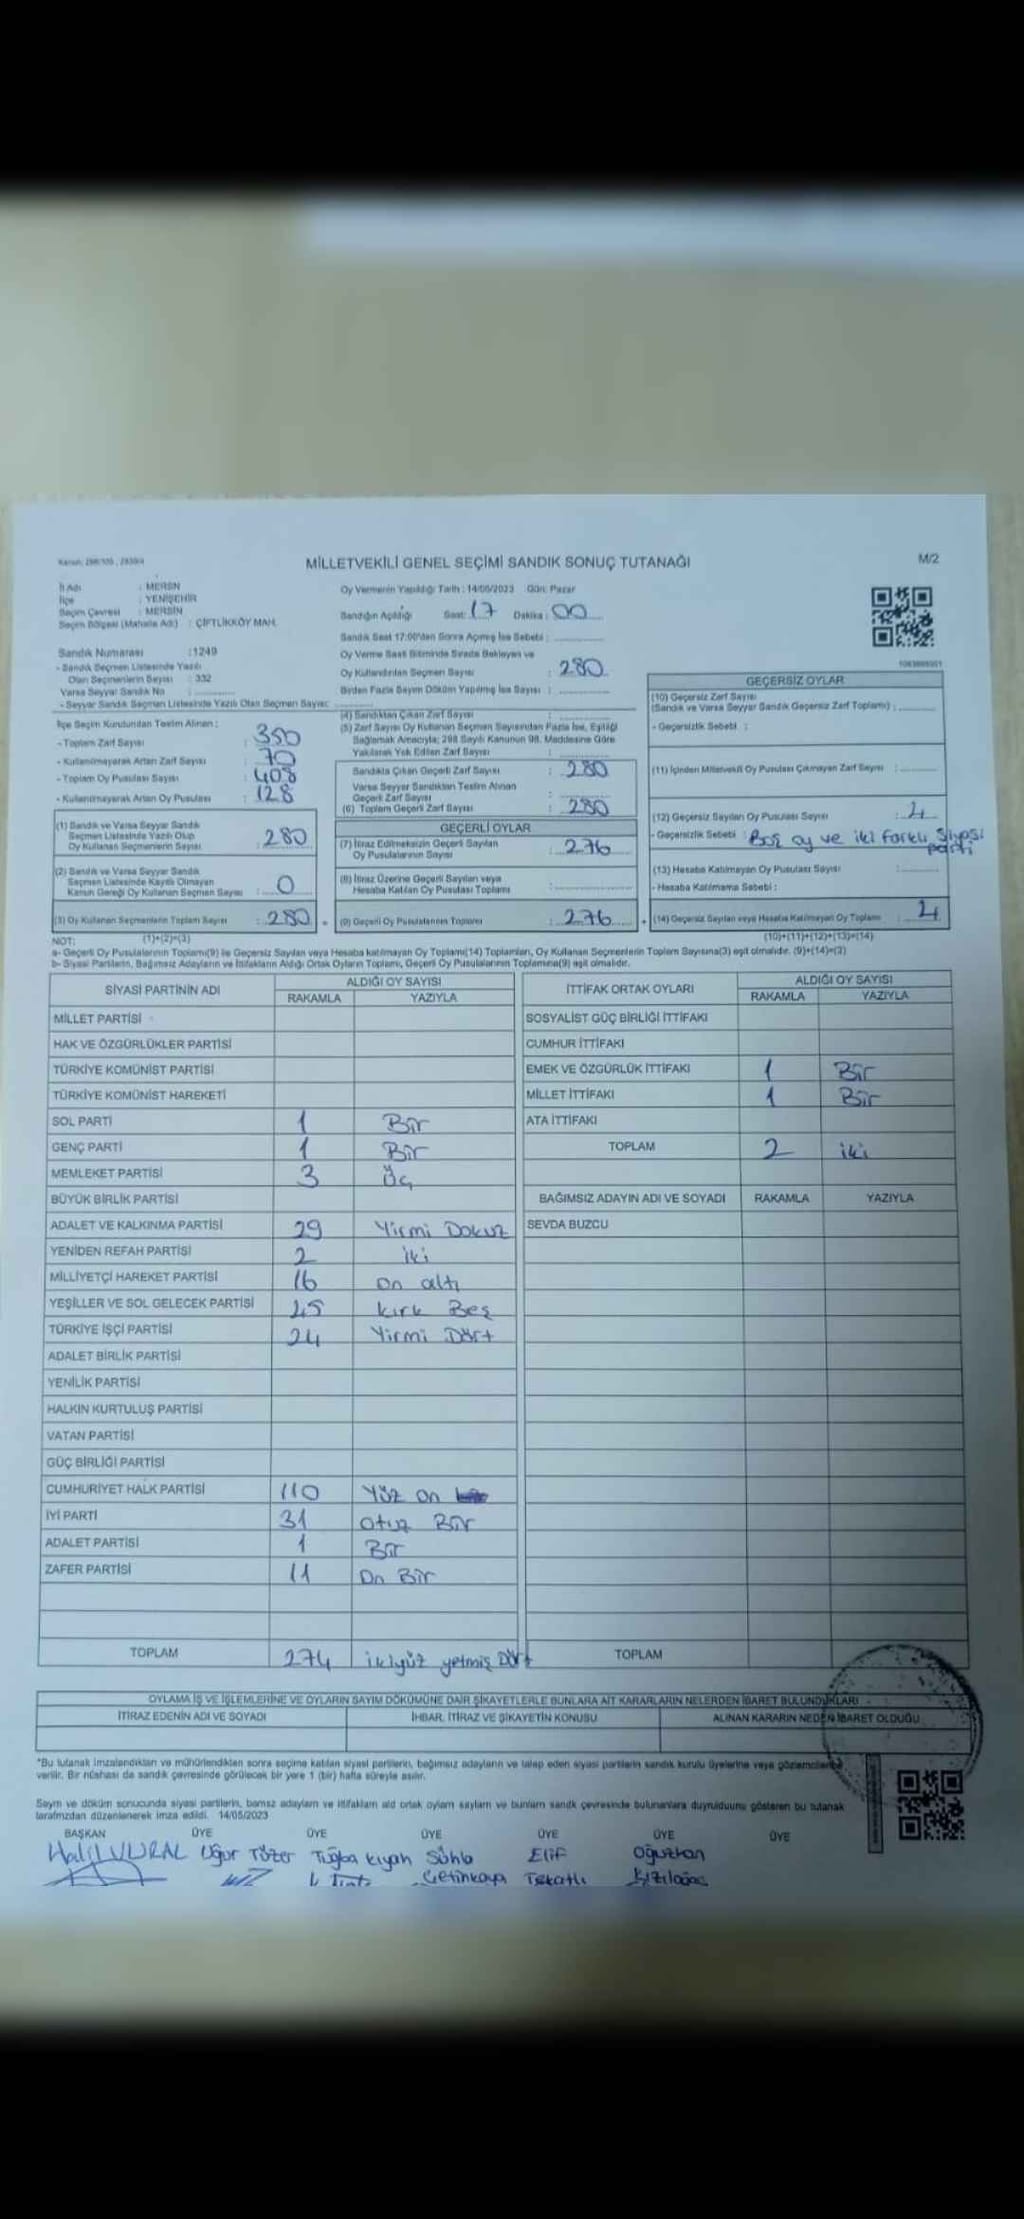 Kanun: 298/105, 2839/4
MİLLETVEKİLİ GENEL SEÇİMİ SANDIK SONUÇ TUTANAĞI
M/2
İl Adı : MERSİN
İlçe : YENİŞEHİR
Seçim Çevresi : MERSİN
Seçim Bölgesi (Mahalle Adı) : ÇİFTLİKKÖY MAH.
Sandık Numarası :1249
- Sandık Seçmen Listesinde Yazılı
Olan Seçmenlerin Sayısı : 332
Varsa Seyyar Sandık No :
- Seyyar Sandık Seçmen Listesinde Yazılı Olan Seçmen Sayısı:
Oy Vermenin Yapıldığı Tarih : 14/05/2023 Gün: Pazar
Sandığın Açıldığı Saat: 17 Dakika: 00
Sandık Saat 17:00'den Sonra Açılmış İse Sebebi :
Oy Verme Saati Bitiminde Sırada Bekleyen ve
Oy Kullandırılan Seçmen Sayısı : 280
Birden Fazla Sayım Döküm Yapılmış İse Sayısı :
İlçe Seçim Kurulundan Teslim Alınan :
- Toplam Zarf Sayısı : 350
- Kullanılmayarak Artan Zarf Sayısı : 70
- Toplam Oy Pusulası Sayısı : 408
- Kullanılmayarak Artan Oy Pusulası : 128
(1) Sandık ve Varsa Seyyar Sandık
Seçmen Listesinde Yazılı Olup
Oy Kullanan Seçmenlerin Sayısı : 280
(2) Sandık ve Varsa Seyyar Sandık
Seçmen Listesinde Kayıtlı Olmayan
Kanun Gereği Oy Kullanan Seçmen Sayısı : 0
(3) Oy Kullanan Seçmenlerin Toplam Sayısı : 280
(1)+(2)=(3)
(4) Sandıktan Çıkan Zarf Sayısı :
(5) Zarf Sayısı Oy Kullanan Seçmen Sayısından Fazla İse, Eşitliği
Sağlamak Amacıyla; 298 Sayılı Kanunun 98. Maddesine Göre
Yakılarak Yok Edilen Zarf Sayısı :
Sandıkta Çıkan Geçerli Zarf Sayısı : 280
Varsa Seyyar Sandıktan Teslim Alınan
Geçerli Zarf Sayısı :
(6) Toplam Geçerli Zarf Sayısı : 280
GEÇERLİ OYLAR
(7) İtiraz Edilmeksizin Geçerli Sayılan
Oy Pusulalarının Sayısı : 276
(8) İtiraz Üzerine Geçerli Sayılan veya
Hesaba Katılan Oy Pusulası Toplamı :
(9) Geçerli Oy Pusulalarının Toplamı : 276
GEÇERSİZ OYLAR
(10) Geçersiz Zarf Sayısı
(Sandık ve Varsa Seyyar Sandık Geçersiz Zarf Toplamı) :
- Geçersizlik Sebebi :
(11) İçinden Milletvekili Oy Pusulası Çıkmayan Zarf Sayısı :
(12) Geçersiz Sayılan Oy Pusulası Sayısı : 4
- Geçersizlik Sebebi : Boş oy ve iki farklı siyasi
parti
(13) Hesaba Katılmayan Oy Pusulası Sayısı :
- Hesaba Katılmama Sebebi :
(14) Geçersiz Sayılan veya Hesaba Katılmayan Oy Toplamı : 4
(10)+(11)+(12)+(13)=(14)
NOT:
a- Geçerli Oy Pusulalarının Toplamı(9) ile Geçersiz Sayılan veya Hesaba katılmayan Oy Toplamı(14) Toplamları, Oy Kullanan Seçmenlerin Toplam Sayısına(3) eşit olmalıdır. (9)+(14)=(3)
b- Siyasi Partilerin, Bağımsız Adayların ve İttifakların Aldığı Ortak Oyların Toplamı, Geçerli Oy Pusulalarının Toplamına(9) eşit olmalıdır.
SİYASİ PARTİNİN ADI ALDIĞI OY SAYISI
RAKAMLA YAZIYLA
MİLLET PARTİSİ
HAK VE ÖZGÜRLÜKLER PARTİSİ
TÜRKİYE KOMÜNİST PARTİSİ
TÜRKİYE KOMÜNİST HAREKETİ
SOL PARTİ 1 Bir
GENÇ PARTİ 1 Bir
MEMLEKET PARTİSİ 3 Üç
BÜYÜK BİRLİK PARTİSİ
ADALET VE KALKINMA PARTİSİ 29 Yirmi Dokuz
YENİDEN REFAH PARTİSİ 2 iki
MİLLİYETÇİ HAREKET PARTİSİ 16 on altı
YEŞİLLER VE SOL GELECEK PARTİSİ 45 kırk Beş
TÜRKİYE İŞÇİ PARTİSİ 24 Yirmi Dört
ADALET BİRLİK PARTİSİ
YENİLİK PARTİSİ
HALKIN KURTULUŞ PARTİSİ
VATAN PARTİSİ
GÜÇ BİRLİĞİ PARTİSİ
CUMHURİYET HALK PARTİSİ 110 Yüz on
İYİ PARTİ 31 otuz Bir
ADALET PARTİSİ 1 Bir
ZAFER PARTİSİ 11 On Bir
TOPLAM 274 ikiyüz yetmiş Dört
İTTİFAK ORTAK OYLARI ALDIĞI OY SAYISI
RAKAMLA YAZIYLA
SOSYALİST GÜÇ BİRLİĞİ İTTİFAKI
CUMHUR İTTİFAKI
EMEK VE ÖZGÜRLÜK İTTİFAKI 1 Bir
MİLLET İTTİFAKI 1 Bir
ATA İTTİFAKI
TOPLAM 2 iki
BAĞIMSIZ ADAYIN ADI VE SOYADI RAKAMLA YAZIYLA
SEVDA BUZCU
TOPLAM
OYLAMA İŞ VE İŞLEMLERİNE VE OYLARIN SAYIM DÖKÜMÜNE DAİR ŞİKAYETLERLE BUNLARA AİT KARARLARIN NELERDEN İBARET BULUNDUKLARI
İTİRAZ EDENİN ADI VE SOYADI İHBAR, İTİRAZ VE ŞİKAYETİN KONUSU ALINAN KARARIN NEDEN İBARET OLDUĞU
"Bu tutanak imzalandıktan ve mühürlendikten sonra seçime katılan siyasi partilerin, bağımsız adayların ve talep eden siyasi partilerin sandık kurulu üyelerine veya gözlemcilerine
verilir. Bir nüshası da sandık çevresinde görülecek bir yere 1 (bir) hafta süreyle asılır.
Sayım ve döküm sonucunda siyasi partilerin, bamsz adayların ve ittifakların ald ortak oyların saylarn ve bunların sandk çevresinde bulunanlara duyrulduunu gösteren bu tutanak
tarafımzdan düzenlenerek imza edildi. 14/05/2023
BAŞKAN ÜYE ÜYE ÜYE ÜYE ÜYE ÜYE
Halil VURAL Uğur Tözer Tuğba Kıyak Sühla Elif Oğuzhan
Çetinkaya Tekatlı Kızılağaç